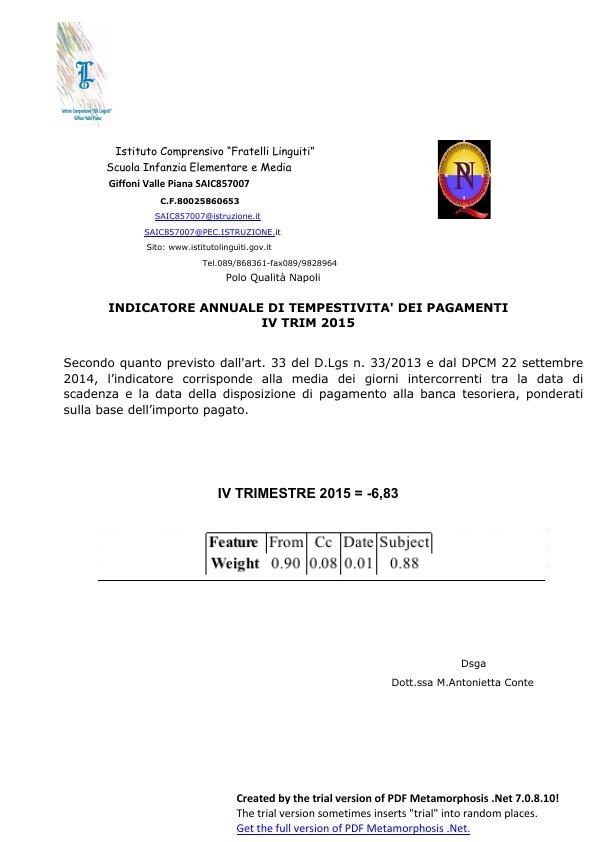 L
Istituto Comprensivo "F.lli Linguiti"
Giffoni Valle Piana
Istituto Comprensivo “Fratelli Linguiti”
Scuola Infanzia Elementare e Media
Giffoni Valle Piana SAIC857007
C.F.80025860653
SAIC857007@istruzione.it
SAIC857007@PEC.ISTRUZIONE.it
Sito: www.istitutolinguiti.gov.it
Tel.089/868361-fax089/9828964
Polo Qualità Napoli
INDICATORE ANNUALE DI TEMPESTIVITA' DEI PAGAMENTI
IV TRIM 2015
Secondo quanto previsto dall'art. 33 del D.Lgs n. 33/2013 e dal DPCM 22 settembre
2014, l’indicatore corrisponde alla media dei giorni intercorrenti tra la data di
scadenza e la data della disposizione di pagamento alla banca tesoriera, ponderati
sulla base dell’importo pagato.
IV TRIMESTRE 2015 = -6,83
Feature From Cc Date Subject
Weight 0.90 0.08 0.01 0.88
Dsga
Dott.ssa M.Antonietta Conte
Created by the trial version of PDF Metamorphosis .Net 7.0.8.10!
The trial version sometimes inserts "trial" into random places.
Get the full version of PDF Metamorphosis .Net.